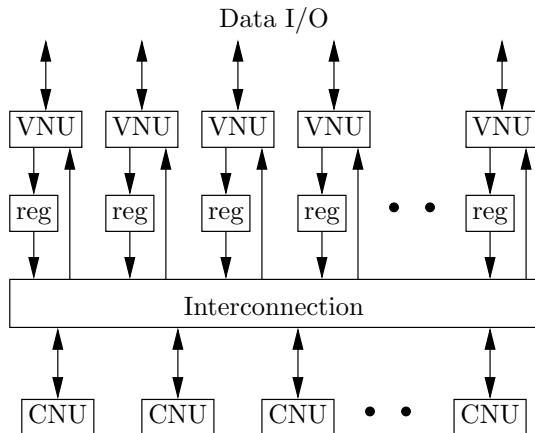 Data I/O
VNU VNU VNU VNU VNU
reg reg reg reg reg
Interconnection
CNU CNU CNU CNU